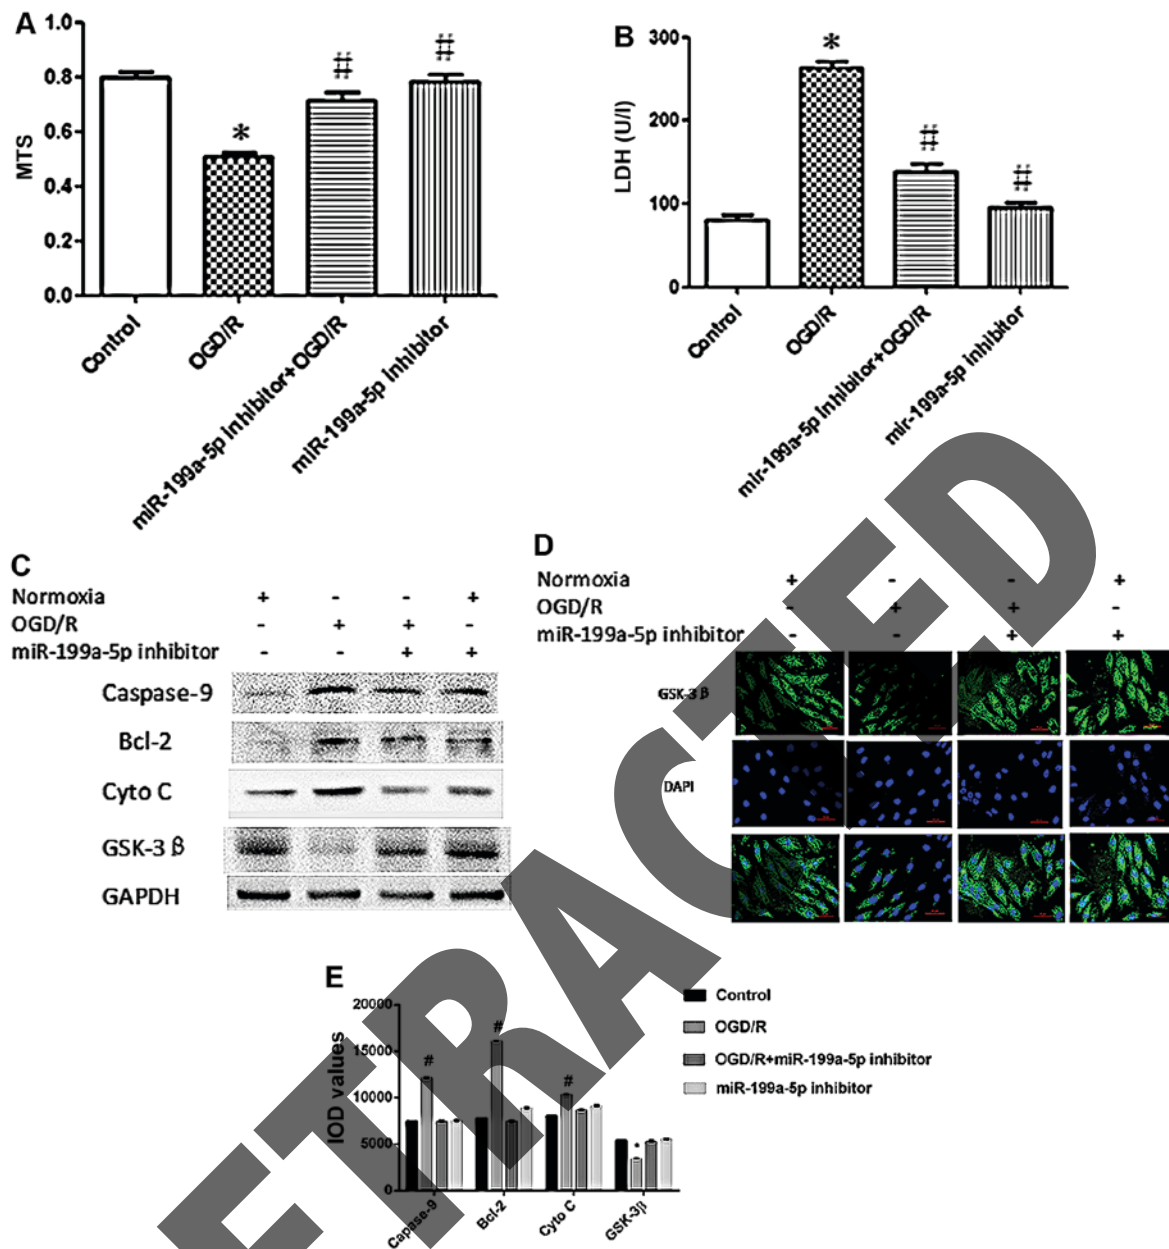 A
MTS
1.0
0.8
0.6
0.4
0.2
0.0
*
#
#
Control
OGD/R
miR-199a-5p inhibitor+OGD/R
miR-199a-5p inhibitor
B
LDH (U/l)
300
200
100
0
*
#
#
Control
OGD/R
mir-199a-5p inhibitor+OGD/R
mir-199a-5p inhibitor
C
Normoxia + - - +
OGD/R - + + -
miR-199a-5p inhibitor - - + +
Caspase-9
Bcl-2
Cyto C
GSK-3β
GAPDH
D
Normoxia + - - +
OGD/R - + + -
miR-199a-5p inhibitor - - + +
GSK-3β
DAPI
E
IOD values
20000
15000
10000
5000
0
#
#
#
*
Capase-9
Bcl-2
Cyto C
GSK-3β
Control
OGD/R
OGD/R+miR-199a-5p inhibitor
miR-199a-5p inhibitor
ETRACTED